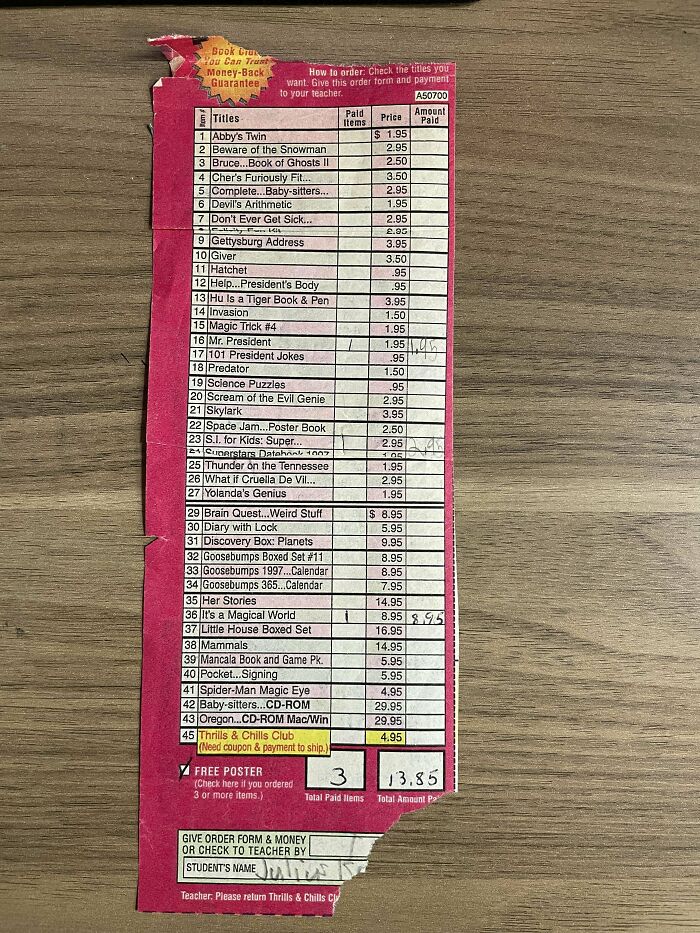 Book Club
You Can Trust
Money-Back
Guarantee
How to order: Check the titles you
want. Give this order form and payment
to your teacher.
A50700
Item # Titles Paid Items Price Amount Paid
1 Abby's Twin $ 1.95
2 Beware of the Snowman 2.95
3 Bruce...Book of Ghosts II 2.50
4 Cher's Furiously Fit... 3.50
5 Complete...Baby-sitters... 2.95
6 Devil's Arithmetic 1.95
7 Don't Ever Get Sick... 2.95
Felicity Fun Kit 2.95
9 Gettysburg Address 3.95
10 Giver 3.50
11 Hatchet .95
12 Help...President's Body .95
13 Hu Is a Tiger Book & Pen 3.95
14 Invasion 1.50
15 Magic Trick #4 1.95
16 Mr. President 1 1.95 1.95
17 101 President Jokes .95
18 Predator 1.50
19 Science Puzzles .95
20 Scream of the Evil Genie 2.95
21 Skylark 3.95
22 Space Jam...Poster Book 2.50
23 S.I. for Kids: Super... 1 2.95 2.95
Superstars Datebook 1997 1.95
25 Thunder on the Tennessee 1.95
26 What if Cruella De Vil... 2.95
27 Yolanda's Genius 1.95
29 Brain Quest...Weird Stuff $ 8.95
30 Diary with Lock 5.95
31 Discovery Box: Planets 9.95
32 Goosebumps Boxed Set #11 8.95
33 Goosebumps 1997...Calendar 8.95
34 Goosebumps 365...Calendar 7.95
35 Her Stories 14.95
36 It's a Magical World 1 8.95 8.95
37 Little House Boxed Set 16.95
38 Mammals 14.95
39 Mancala Book and Game Pk. 5.95
40 Pocket...Signing 5.95
41 Spider-Man Magic Eye 4.95
42 Baby-sitters...CD-ROM 29.95
43 Oregon...CD-ROM Mac/Win 29.95
45 Thrills & Chills Club 4.95
(Need coupon & payment to ship.)
FREE POSTER
(Check here if you ordered
3 or more items.)
3 13.85
Total Paid Items Total Amount Pa
GIVE ORDER FORM & MONEY
OR CHECK TO TEACHER BY
STUDENT'S NAME
Teacher: Please return Thrills & Chills Cl